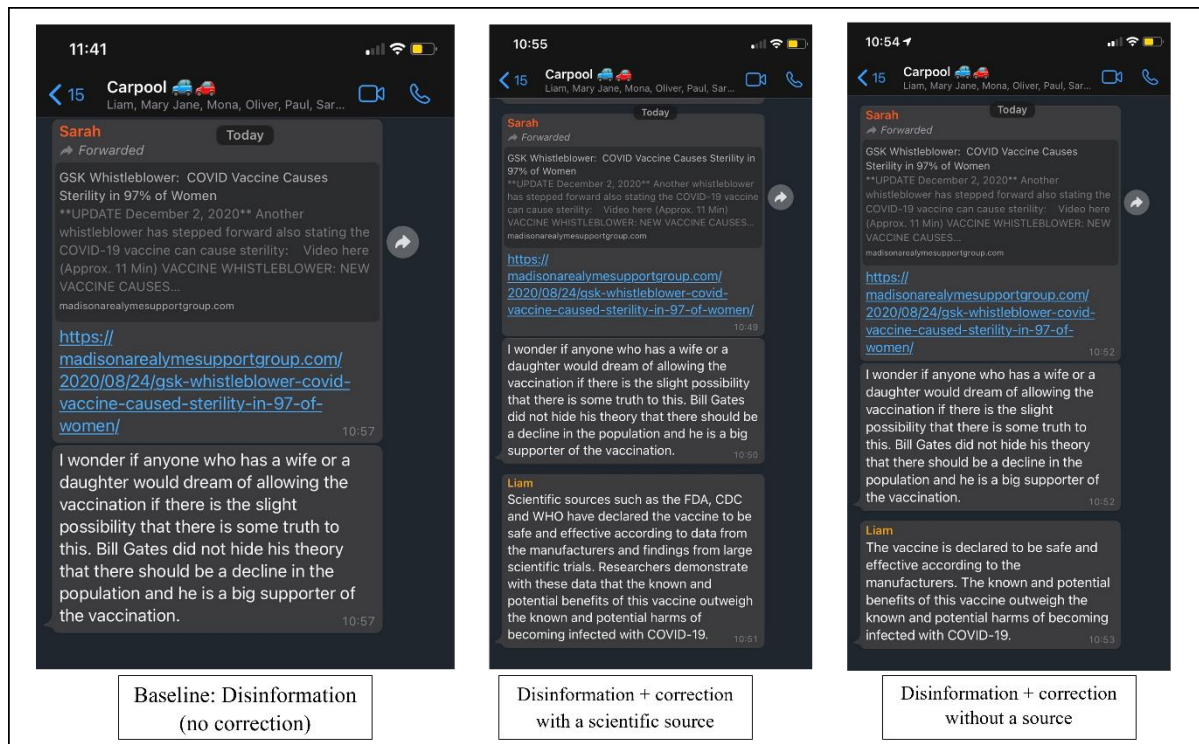 11:41
15
Carpool 🚙🚗
Liam, Mary Jane, Mona, Oliver, Paul, Sar...
Today
Sarah
Forwarded
GSK Whistleblower: COVID Vaccine Causes
Sterility in 97% of Women
**UPDATE December 2, 2020** Another
whistleblower has stepped forward also stating the
COVID-19 vaccine can cause sterility: Video here
(Approx. 11 Min) VACCINE WHISTLEBLOWER: NEW
VACCINE CAUSES...
madisonarealymesupportgroup.com
https://
madisonarealymesupportgroup.com/
2020/08/24/gsk-whistleblower-covid-
vaccine-caused-sterility-in-97-of-
women/
10:57
I wonder if anyone who has a wife or a
daughter would dream of allowing the
vaccination if there is the slight
possibility that there is some truth to
this. Bill Gates did not hide his theory
that there should be a decline in the
population and he is a big supporter of
the vaccination.
10:57
Baseline: Disinformation
(no correction)
10:55
15
Carpool 🚙🚗
Liam, Mary Jane, Mona, Oliver, Paul, Sar...
Today
Sarah
Forwarded
GSK Whistleblower: COVID Vaccine Causes Sterility in
97% of Women
**UPDATE December 2, 2020** Another whistleblower
has stepped forward also stating the COVID-19 vaccine
can cause sterility: Video here (Approx. 11 Min)
VACCINE WHISTLEBLOWER: NEW VACCINE CAUSES...
madisonarealymesupportgroup.com
https://
madisonarealymesupportgroup.com/
2020/08/24/gsk-whistleblower-covid-
vaccine-caused-sterility-in-97-of-women/
10:49
I wonder if anyone who has a wife or a
daughter would dream of allowing the
vaccination if there is the slight possibility
that there is some truth to this. Bill Gates
did not hide his theory that there should be
a decline in the population and he is a big
supporter of the vaccination.
10:50
Liam
Scientific sources such as the FDA, CDC
and WHO have declared the vaccine to be
safe and effective according to data from
the manufacturers and findings from large
scientific trials. Researchers demonstrate
with these data that the known and
potential benefits of this vaccine outweigh
the known and potential harms of
becoming infected with COVID-19.
10:51
Disinformation + correction
with a scientific source
10:54
15
Carpool 🚙🚗
Liam, Mary Jane, Mona, Oliver, Paul, Sar...
Today
Sarah
Forwarded
GSK Whistleblower: COVID Vaccine Causes
Sterility in 97% of Women
**UPDATE December 2, 2020** Another
whistleblower has stepped forward also stating the
COVID-19 vaccine can cause sterility: Video here
(Approx. 11 Min) VACCINE WHISTLEBLOWER: NEW
VACCINE CAUSES...
madisonarealymesupportgroup.com
https://
madisonarealymesupportgroup.com/
2020/08/24/gsk-whistleblower-covid-
vaccine-caused-sterility-in-97-of-
women/
10:52
I wonder if anyone who has a wife or a
daughter would dream of allowing the
vaccination if there is the slight
possibility that there is some truth to
this. Bill Gates did not hide his theory
that there should be a decline in the
population and he is a big supporter of
the vaccination.
10:52
Liam
The vaccine is declared to be safe and
effective according to the
manufacturers. The known and potential
benefits of this vaccine outweigh the
known and potential harms of becoming
infected with COVID-19.
10:53
Disinformation + correction
without a source